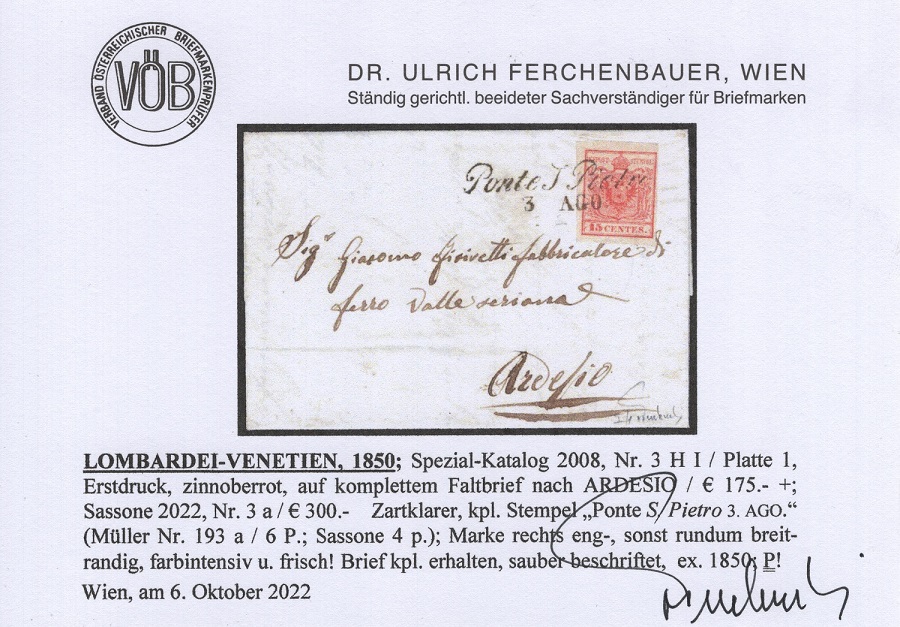 VERBAND ÖSTERREICHISCHER BRIEFMARKENPRÜFER
VÖB
DR. ULRICH FERCHENBAUER, WIEN
Ständig gerichtl. beeideter Sachverständiger für Briefmarken
Ponte S. Pietro
3 AGO.
15 CENTES.
Sigr Giacomo fabbricatore di
ferro Valle seriana
Ardesio
LOMBARDEI-VENETIEN, 1850; Spezial-Katalog 2008, Nr. 3 H I / Platte 1,
Erstdruck, zinnoberrot, auf komplettem Faltbrief nach ARDESIO / € 175.- +;
Sassone 2022, Nr. 3 a / € 300.- Zartklarer, kpl. Stempel „Ponte S/Pietro 3. AGO.“
(Müller Nr. 193 a / 6 P.; Sassone 4 p.); Marke rechts eng-, sonst rundum breit-
randig, farbintensiv u. frisch! Brief kpl. erhalten, sauber beschriftet, ex. 1850; P!
Wien, am 6. Oktober 2022